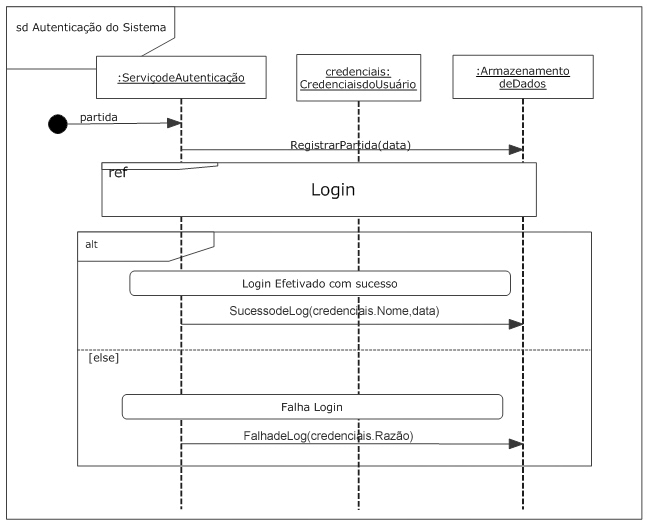 sd Autenticação do Sistema
:ServiçodeAutenticação
credenciais:
CredenciaisdoUsuário
:Armazenamento
deDados
partida
RegistrarPartida(data)
ref
Login
alt
Login Efetivado com sucesso
SucessodeLog(credenciais.Nome,data)
[else]
Falha Login
FalhadeLog(credenciais.Razão)